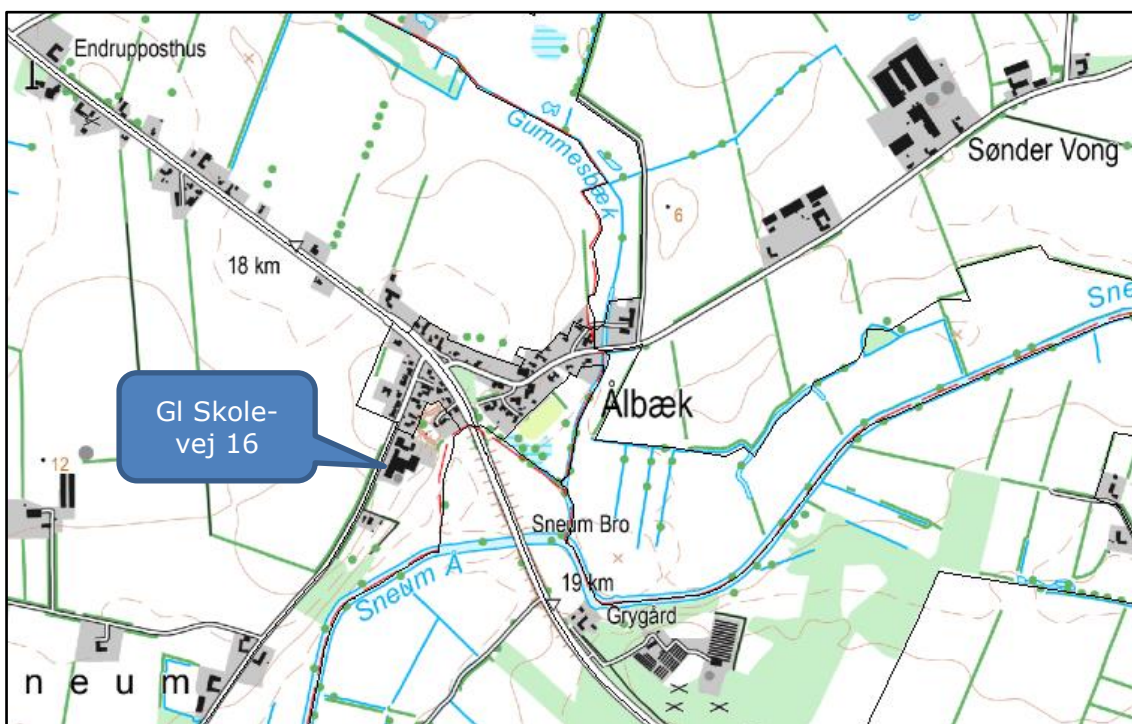 Endrupposthus
Gummesbæk
Sønder Vong
6
18 km
Sne
Gl Skole-
vej 16
Ålbæk
12
Sneum Bro
Sneum Å
19 km
Grygård
neum